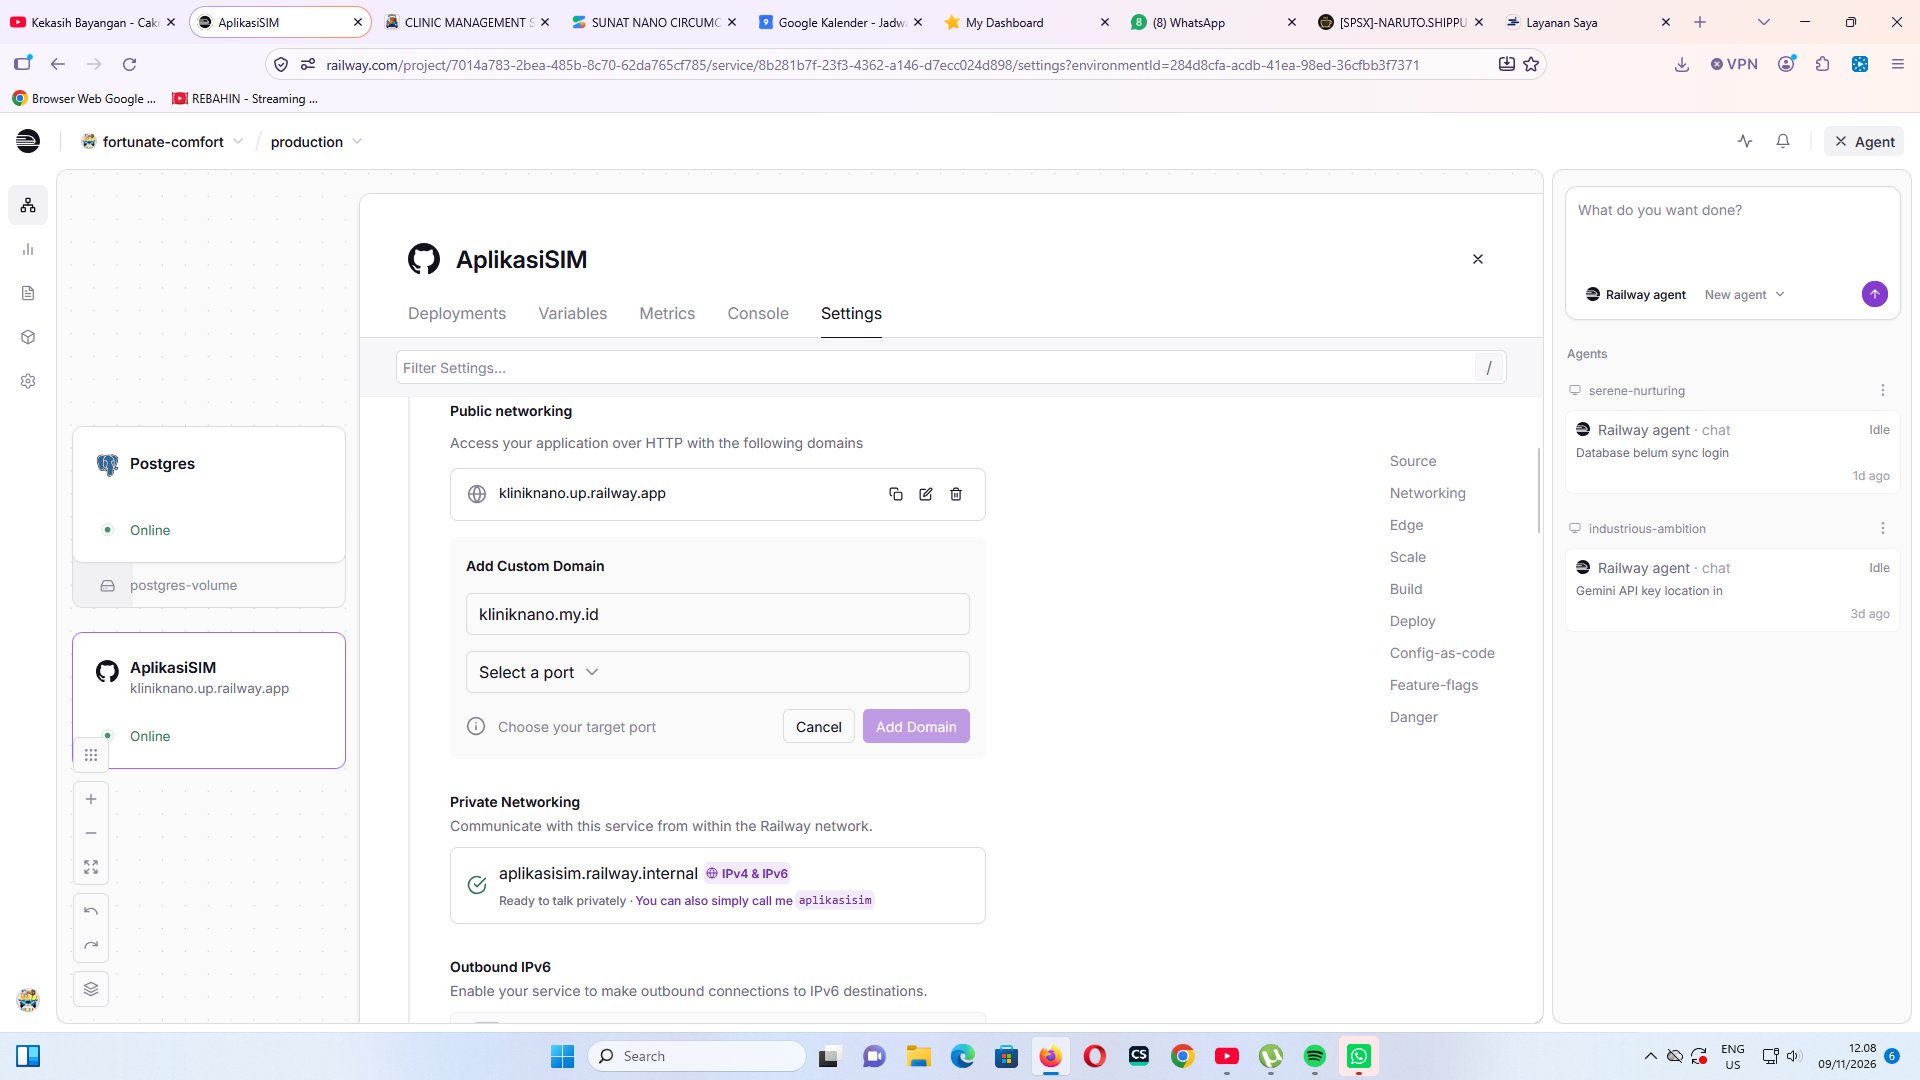 Kekasih Bayangan - Cak
AplikasiSIM
CLINIC MANAGEMENT S
SUNAT NANO CIRCUMC
Google Kalender - Jadwa
My Dashboard
(8) WhatsApp
[SPSX]-NARUTO.SHIPPU
Layanan Saya
railway.com/project/7014a783-2bea-485b-8c70-62da765cf785/service/8b281b7f-23f3-4362-a146-d7ecc024d898/settings?environmentId=284d8cfa-acdb-41ea-98ed-36cfbb3f7371
VPN
Browser Web Google ...
REBAHIN - Streaming ...
fortunate-comfort
/
production
Agent
Postgres
Online
postgres-volume
AplikasiSIM
kliniknano.up.railway.app
Online
AplikasiSIM
Deployments
Variables
Metrics
Console
Settings
Filter Settings...
/
Public networking
Access your application over HTTP with the following domains
kliniknano.up.railway.app
Add Custom Domain
kliniknano.my.id
Select a port
Choose your target port
Cancel
Add Domain
Private Networking
Communicate with this service from within the Railway network.
aplikasisim.railway.internal
IPv4 & IPv6
Ready to talk privately · You can also simply call me aplikasisim
Outbound IPv6
Enable your service to make outbound connections to IPv6 destinations.
Source
Networking
Edge
Scale
Build
Deploy
Config-as-code
Feature-flags
Danger
What do you want done?
Railway agent
New agent
Agents
serene-nurturing
Railway agent · chat
Idle
Database belum sync login
1d ago
industrious-ambition
Railway agent · chat
Idle
Gemini API key location in
3d ago
Search
CS
ENG
US
12.08
09/11/2026
6